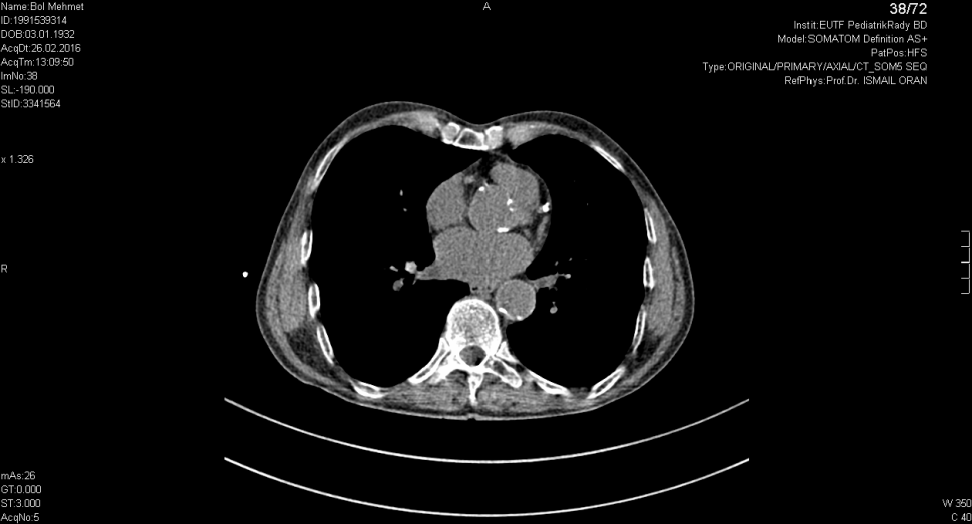 Name:Bol Mehmet
ID:1991539314
DOB:03.01.1932
AcqDt:26.02.2016
AcqTm:13:09:50
ImNo:38
SL:-190.000
StID:3341564
x 1.326
R
mAs:26
GT:0.000
ST:3.000
AcqNo:5
A
38/72
Instit:EUTF PediatrikRady BD
Model:SOMATOM Definition AS+
PatPos:HFS
Type:ORIGINAL/PRIMARY/AXIAL/CT_SOM5 SEQ
RefPhys:Prof.Dr. ISMAIL ORAN
W 350
C 40